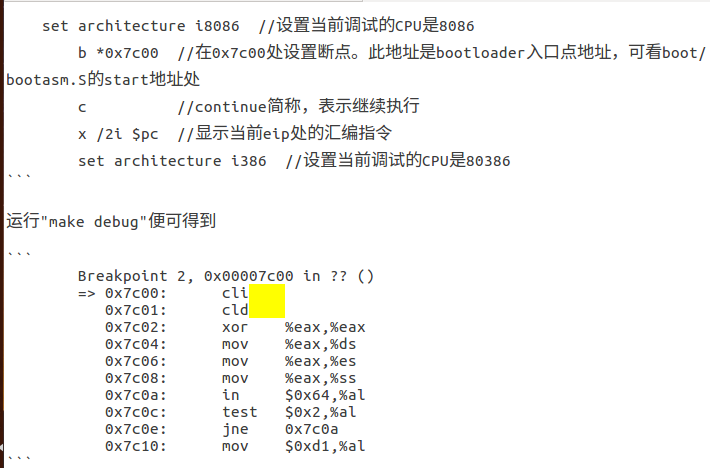 set architecture i8086  //设置当前调试的CPU是8086
b *0x7c00  //在0x7c00处设置断点。此地址是bootloader入口点地址，可看boot/
bootasm.S的start地址处
c          //continue简称，表示继续执行
x /2i $pc  //显示当前eip处的汇编指令
set architecture i386  //设置当前调试的CPU是80386
```
运行"make debug"便可得到
```
Breakpoint 2, 0x00007c00 in ?? ()
=> 0x7c00:      cli
0x7c01:      cld
0x7c02:      xor    %eax,%eax
0x7c04:      mov    %eax,%ds
0x7c06:      mov    %eax,%es
0x7c08:      mov    %eax,%ss
0x7c0a:      in     $0x64,%al
0x7c0c:      test   $0x2,%al
0x7c0e:      jne    0x7c0a
0x7c10:      mov    $0xd1,%al
```